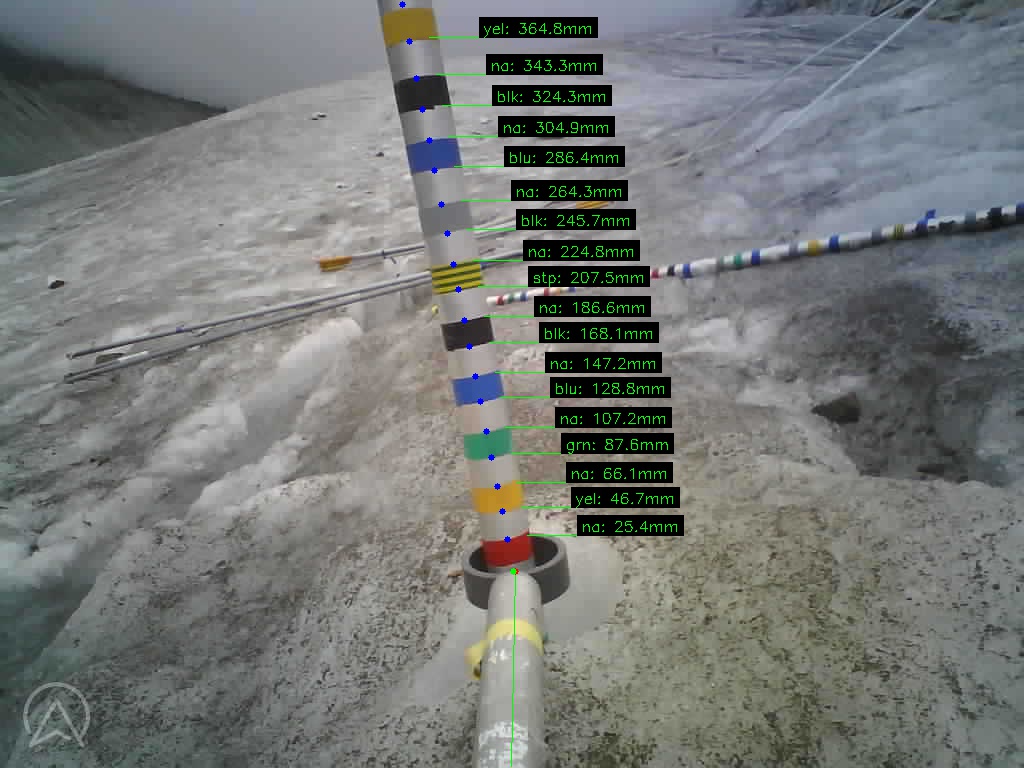 yel: 364.8mm
na: 343.3mm
blk: 324.3mm
na: 304.9mm
blu: 286.4mm
na: 264.3mm
blk: 245.7mm
na: 224.8mm
stp: 207.5mm
na: 186.6mm
blk: 168.1mm
na: 147.2mm
blu: 128.8mm
na: 107.2mm
grn: 87.6mm
na: 66.1mm
yel: 46.7mm
na: 25.4mm